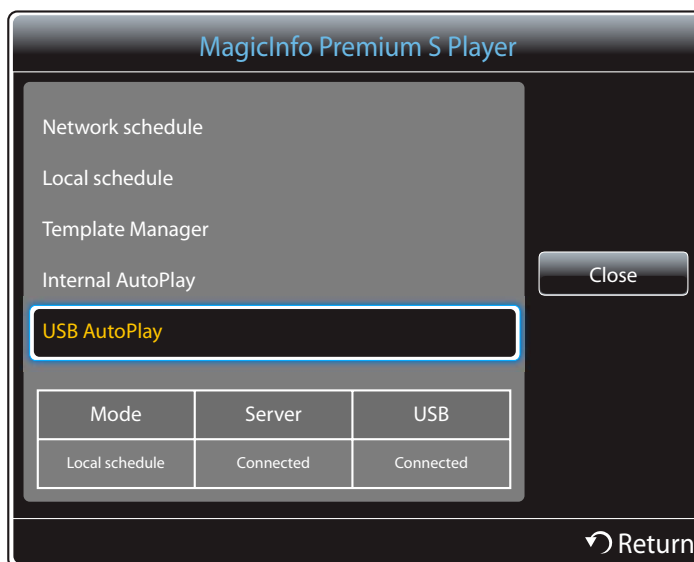 MagicInfo Premium S Player
Network schedule
Local schedule
Template Manager
Internal AutoPlay
USB AutoPlay
Close
Mode Server USB
Local schedule Connected Connected
Return